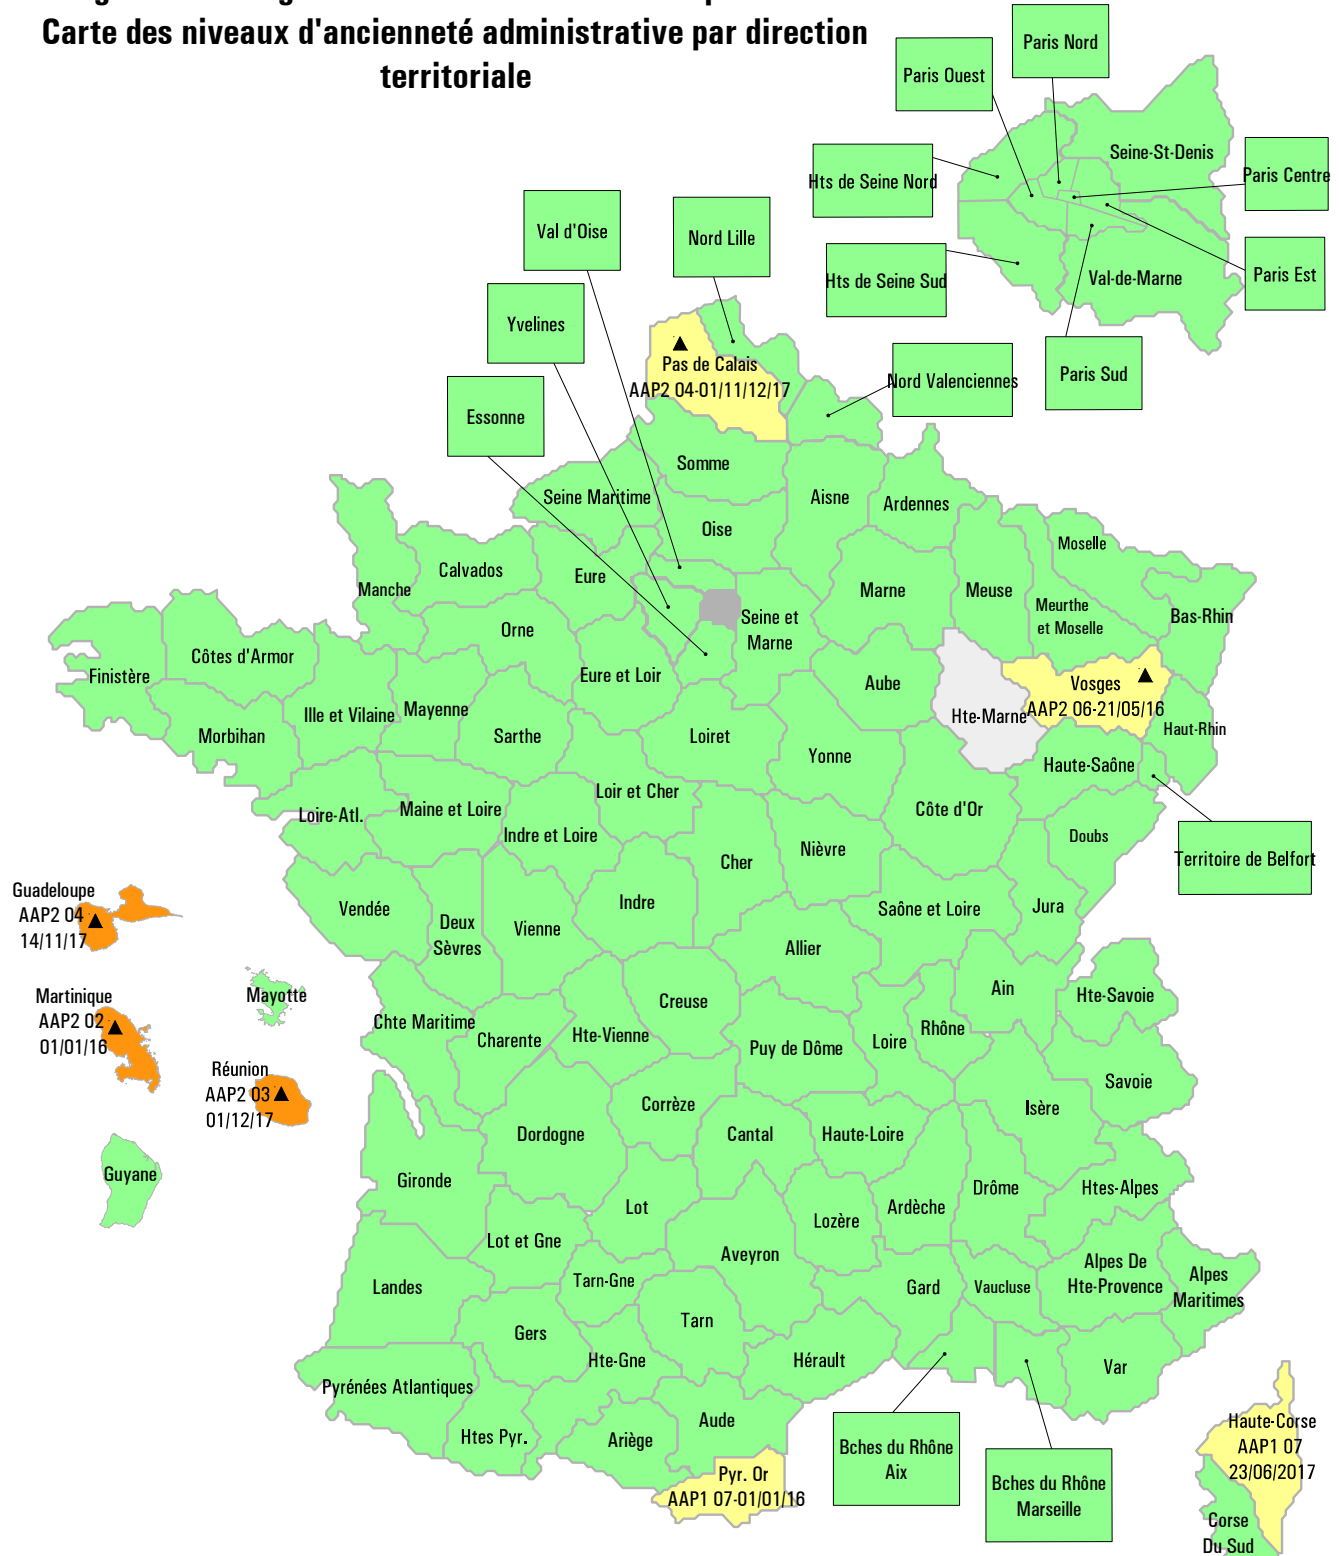 Carte des niveaux d'ancienneté administrative par direction
territoriale
Paris Nord
Paris Ouest
Seine-St-Denis
Hts de Seine Nord
Paris Centre
Val d'Oise
Nord Lille
Hts de Seine Sud
Val-de-Marne
Paris Est
Yvelines
Pas de Calais
AAP2 04-01/11/12/17
Nord Valenciennes
Paris Sud
Essonne
Somme
Seine Maritime
Aisne
Ardennes
Oise
Moselle
Calvados
Eure
Manche
Marne
Meuse
Meurthe
et Moselle
Bas-Rhin
Seine et
Marne
Orne
Côtes d'Armor
Finistère
Eure et Loir
Aube
Vosges
AAP2 06-21/05/16
Ille et Vilaine
Mayenne
Hte-Marne
Morbihan
Sarthe
Loiret
Haut-Rhin
Yonne
Haute-Saône
Loir et Cher
Loire-Atl.
Maine et Loire
Côte d'Or
Indre et Loire
Doubs
Nièvre
Cher
Territoire de Belfort
Guadeloupe
AAP2 04
14/11/17
Vendée
Deux
Sèvres
Vienne
Indre
Saône et Loire
Jura
Allier
Martinique
AAP2 02
01/01/16
Mayotte
Creuse
Ain
Hte-Savoie
Chte Maritime
Charente
Hte-Vienne
Puy de Dôme
Loire
Rhône
Réunion
AAP2 03
01/12/17
Savoie
Corrèze
Isère
Dordogne
Cantal
Haute-Loire
Guyane
Gironde
Drôme
Htes-Alpes
Lot
Lozère
Ardèche
Lot et Gne
Aveyron
Alpes De
Hte-Provence
Landes
Tarn-Gne
Gard
Vaucluse
Alpes
Maritimes
Gers
Tarn
Hte-Gne
Hérault
Var
Pyrénées Atlantiques
Htes Pyr.
Ariège
Aude
Haute-Corse
AAP1 07
23/06/2017
Bches du Rhône
Aix
Pyr. Or
AAP1 07-01/01/16
Bches du Rhône
Marseille
Corse
Du Sud